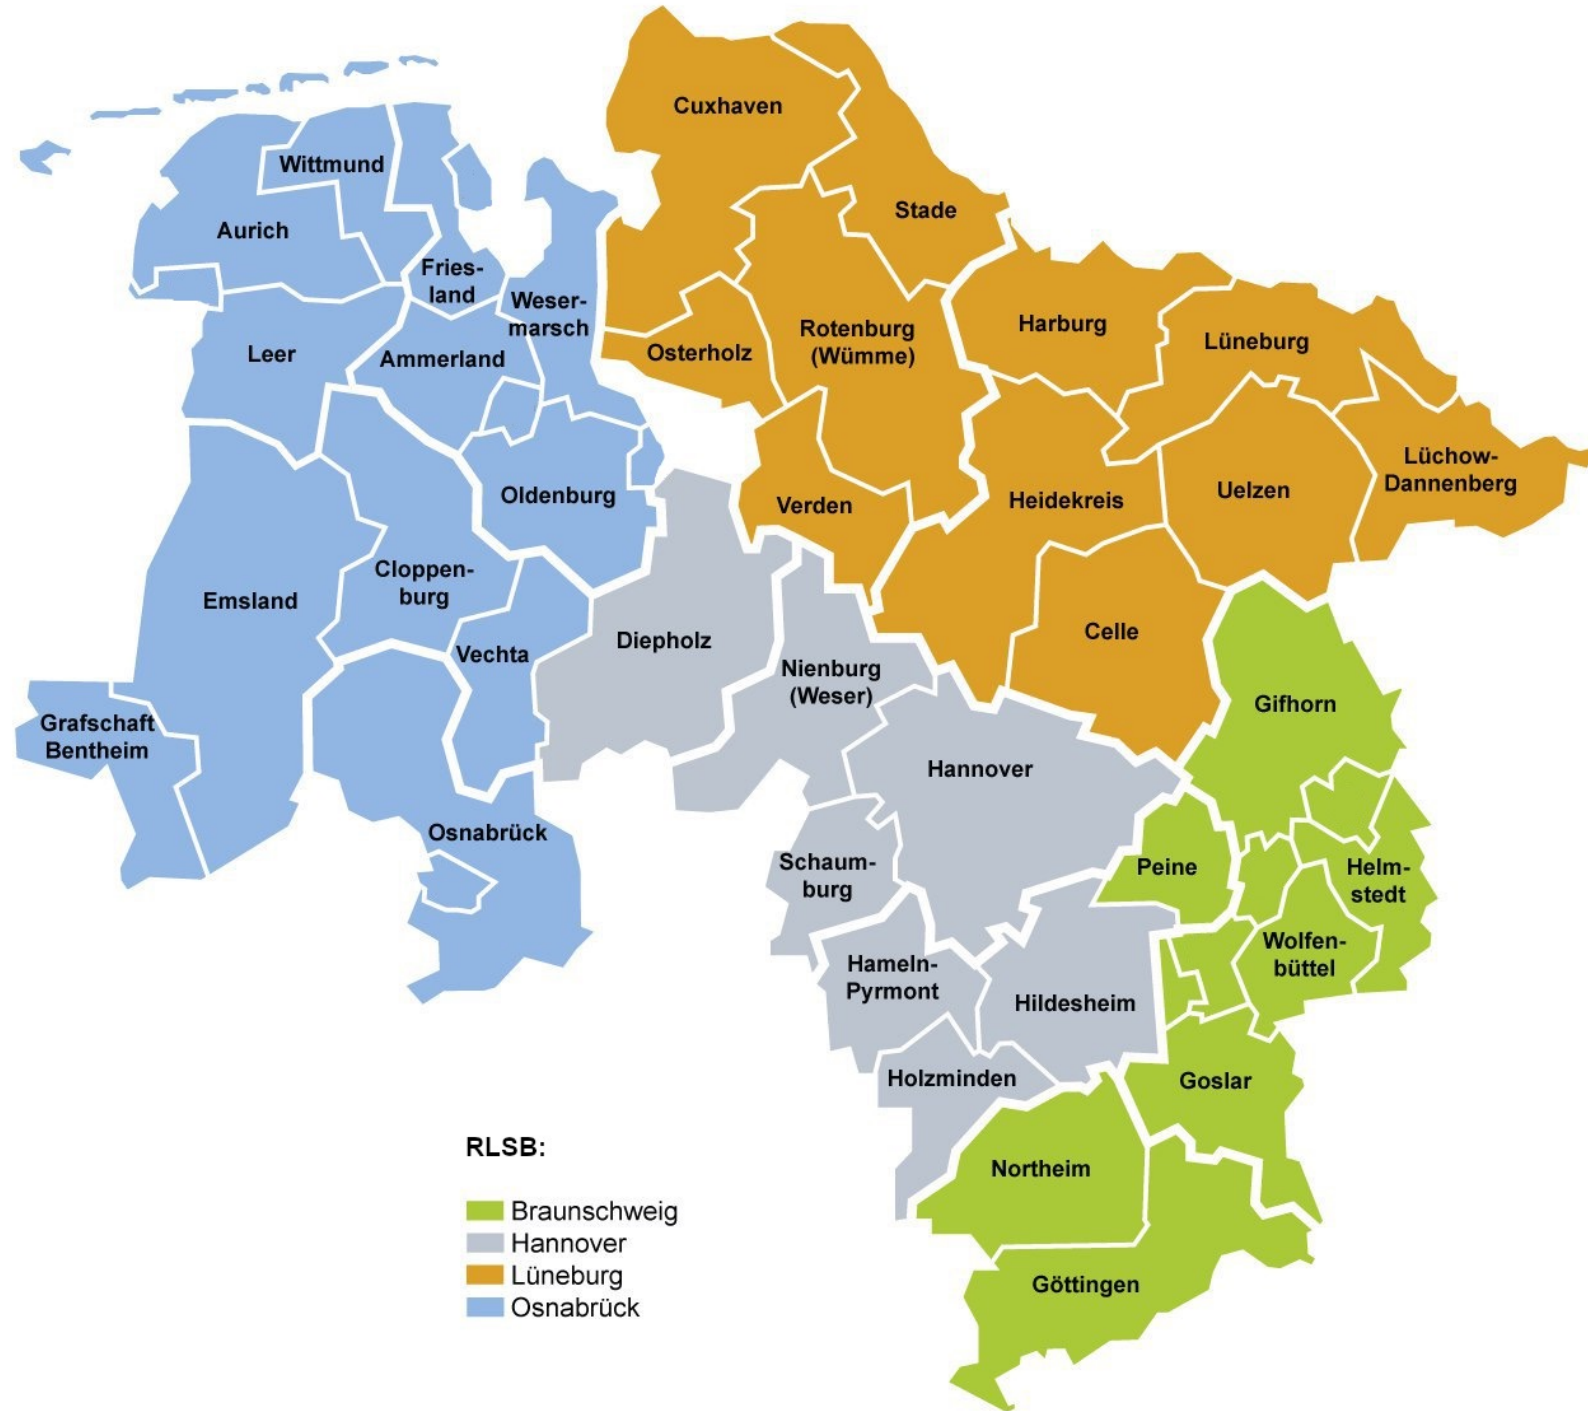 Cuxhaven
Wittmund
Stade
Aurich
Fries-
land
Weser-
marsch
Harburg
Rotenburg
(Wümme)
Lüneburg
Osterholz
Leer
Ammerland
Lüchow-
Dannenberg
Uelzen
Oldenburg
Heidekreis
Verden
Cloppen-
burg
Emsland
Celle
Diepholz
Vechta
Nienburg
(Weser)
Gifhorn
Grafschaft
Bentheim
Hannover
Osnabrück
Schaum-
burg
Peine
Helm-
stedt
Wolfen-
büttel
Hameln-
Pyrmont
Hildesheim
Holzminden
Goslar
Northeim
Göttingen
RLSB:
Braunschweig
Hannover
Lüneburg
Osnabrück